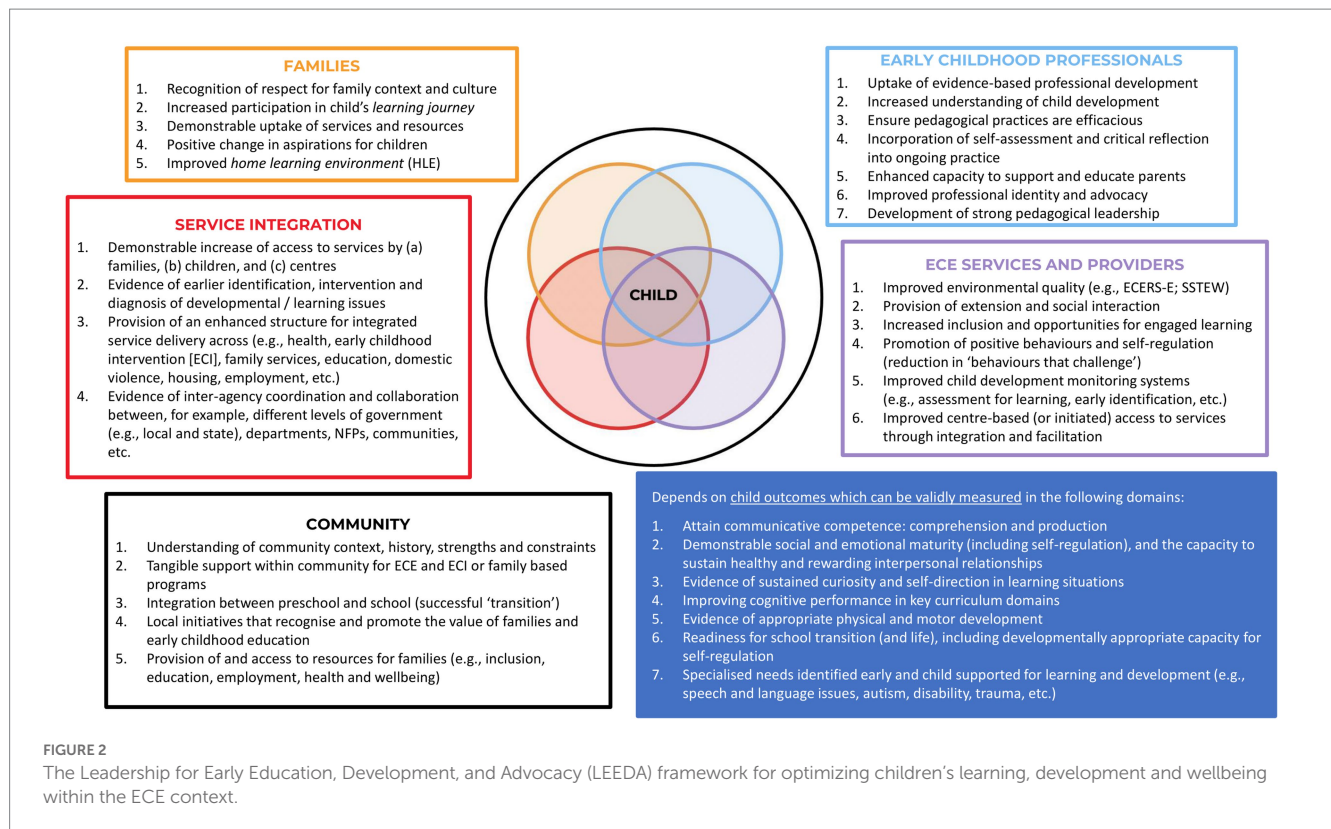 FAMILIES
1. Recognition of respect for family context and culture
2. Increased participation in child's learning journey
3. Demonstrable uptake of services and resources
4. Positive change in aspirations for children
5. Improved home learning environment (HLE)
EARLY CHILDHOOD PROFESSIONALS
1. Uptake of evidence-based professional development
2. Increased understanding of child development
3. Ensure pedagogical practices are efficacious
4. Incorporation of self-assessment and critical reflection
into ongoing practice
5. Enhanced capacity to support and educate parents
6. Improved professional identity and advocacy
7. Development of strong pedagogical leadership
SERVICE INTEGRATION
1. Demonstrable increase of access to services by (a)
families, (b) children, and (c) centres
2. Evidence of earlier identification, intervention and
diagnosis of developmental / learning issues
3. Provision of an enhanced structure for integrated
service delivery across (e.g., health, early childhood
intervention [ECI], family services, education, domestic
violence, housing, employment, etc.)
4. Evidence of inter-agency coordination and collaboration
between, for example, different levels of government
(e.g., local and state), departments, NFPs, communities,
etc.
CHILD
ECE SERVICES AND PROVIDERS
1. Improved environmental quality (e.g., ECERS-E; SSTEW)
2. Provision of extension and social interaction
3. Increased inclusion and opportunities for engaged learning
4. Promotion of positive behaviours and self-regulation
(reduction in 'behaviours that challenge')
5. Improved child development monitoring systems
(e.g., assessment for learning, early identification, etc.)
6. Improved centre-based (or initiated) access to services
through integration and facilitation
COMMUNITY
1. Understanding of community context, history, strengths and constraints
2. Tangible support within community for ECE and ECI or family based
programs
3. Integration between preschool and school (successful 'transition')
4. Local initiatives that recognise and promote the value of families and
early childhood education
5. Provision of and access to resources for families (e.g., inclusion,
education, employment, health and wellbeing)
Depends on child outcomes which can be validly measured in the following domains:
1. Attain communicative competence: comprehension and production
2. Demonstrable social and emotional maturity (including self-regulation), and the capacity to
sustain healthy and rewarding interpersonal relationships
3. Evidence of sustained curiosity and self-direction in learning situations
4. Improving cognitive performance in key curriculum domains
5. Evidence of appropriate physical and motor development
6. Readiness for school transition (and life), including developmentally appropriate capacity for
self-regulation
7. Specialised needs identified early and child supported for learning and development (e.g.,
speech and language issues, autism, disability, trauma, etc.)
FIGURE 2
The Leadership for Early Education, Development, and Advocacy (LEEDA) framework for optimizing children's learning, development and wellbeing
within the ECE context.